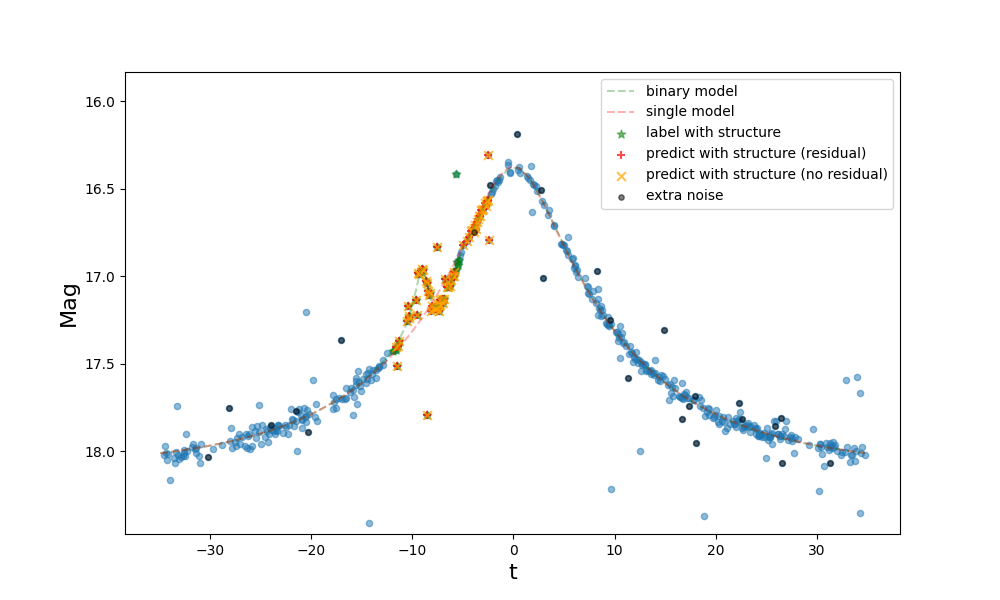 binary model
single model
label with structure
predict with structure (residual)
predict with structure (no residual)
extra noise
Mag
16.0
16.5
17.0
17.5
18.0
−30
−20
−10
0
10
20
30
t